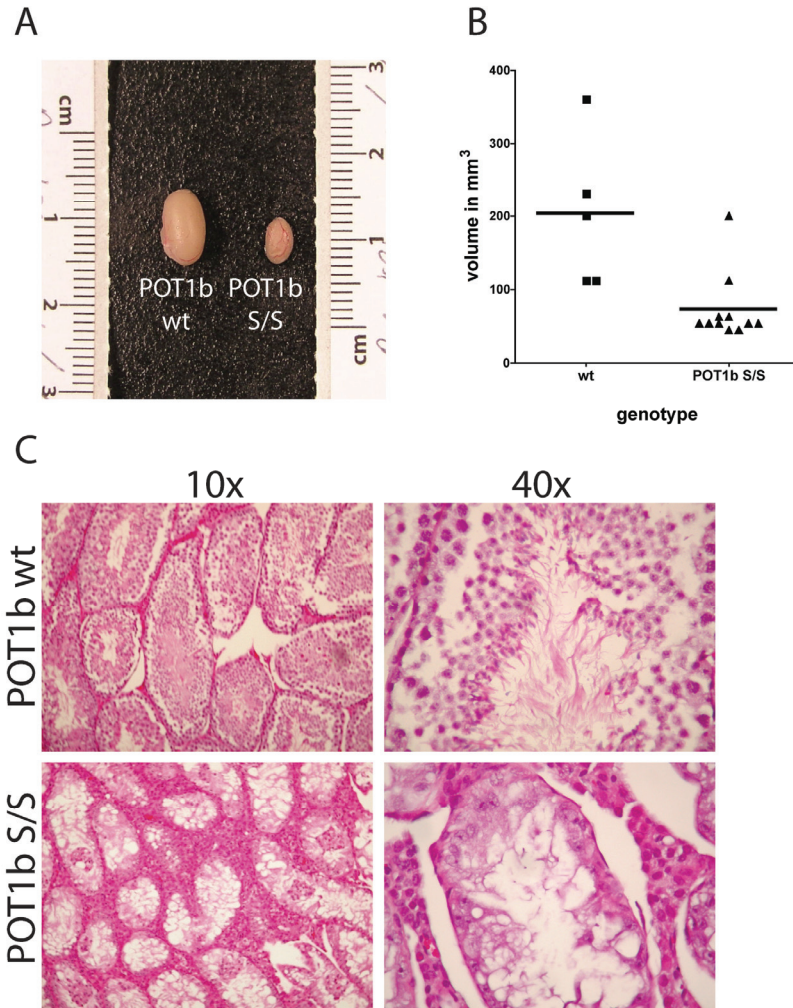 A
cm
1
2
3
POT1b
wt
POT1b
S/S
3
2
1
cm
B
400
300
200
100
0
volume in mm³
wt
POT1b S/S
genotype
C
10x
40x
POT1b wt
POT1b S/S